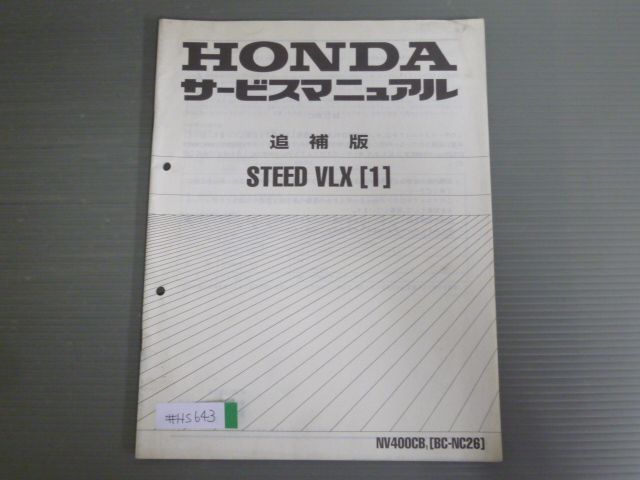 HONDA
サービスマニュアル
追補版
STEED VLX [1]
#HS643
NV400CB₁ [BC-NC26]